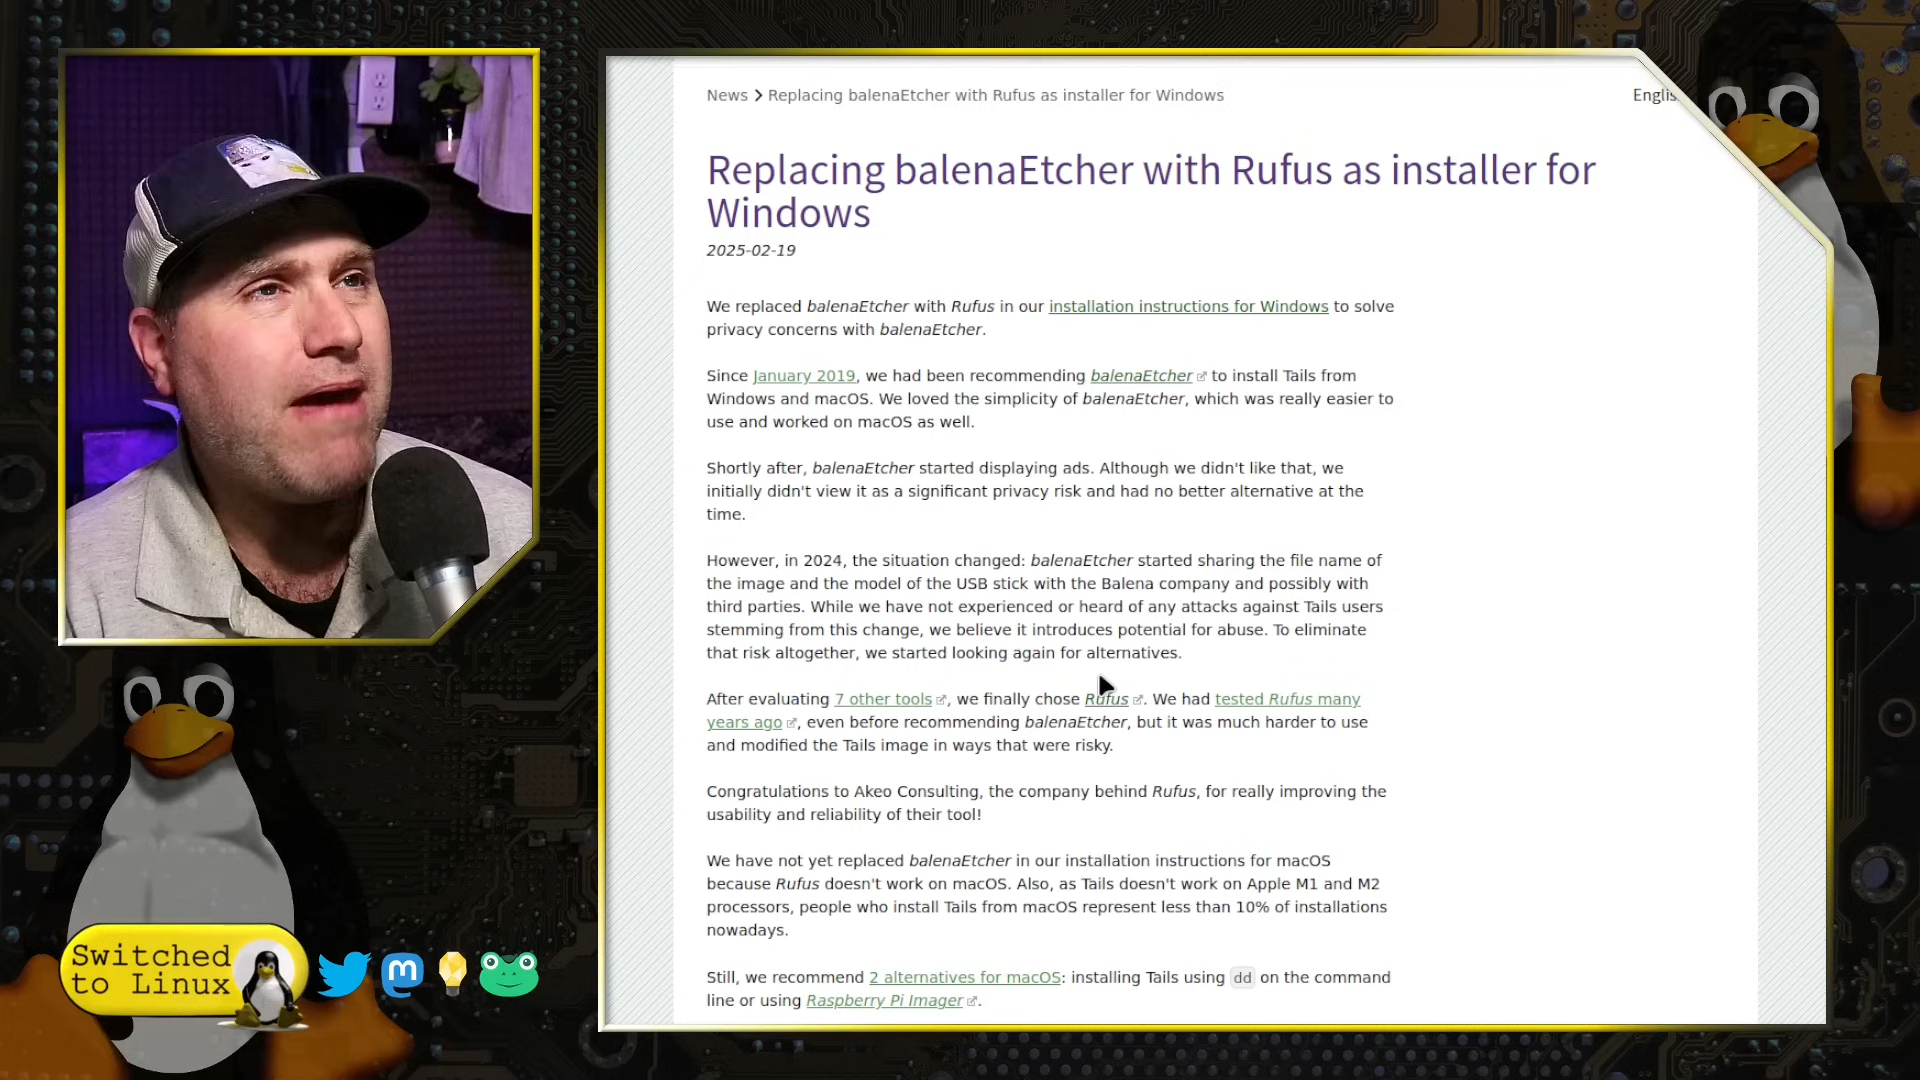 News > Replacing balenaEtcher with Rufus as installer for Windows
Englis
Replacing balenaEtcher with Rufus as installer for
Windows
2025-02-19
We replaced balenaEtcher with Rufus in our installation instructions for Windows to solve
privacy concerns with balenaEtcher.
Since January 2019, we had been recommending balenaEtcher to install Tails from
Windows and macOS. We loved the simplicity of balenaEtcher, which was really easier to
use and worked on macOS as well.
Shortly after, balenaEtcher started displaying ads. Although we didn't like that, we
initially didn't view it as a significant privacy risk and had no better alternative at the
time.
However, in 2024, the situation changed: balenaEtcher started sharing the file name of
the image and the model of the USB stick with the Balena company and possibly with
third parties. While we have not experienced or heard of any attacks against Tails users
stemming from this change, we believe it introduces potential for abuse. To eliminate
that risk altogether, we started looking again for alternatives.
After evaluating 7 other tools, we finally chose Rufus. We had tested Rufus many
years ago, even before recommending balenaEtcher, but it was much harder to use
and modified the Tails image in ways that were risky.
Congratulations to Akeo Consulting, the company behind Rufus, for really improving the
usability and reliability of their tool!
We have not yet replaced balenaEtcher in our installation instructions for macOS
because Rufus doesn't work on macOS. Also, as Tails doesn't work on Apple M1 and M2
processors, people who install Tails from macOS represent less than 10% of installations
nowadays.
Still, we recommend 2 alternatives for macOS: installing Tails using dd on the command
line or using Raspberry Pi Imager.
Switched
to Linux